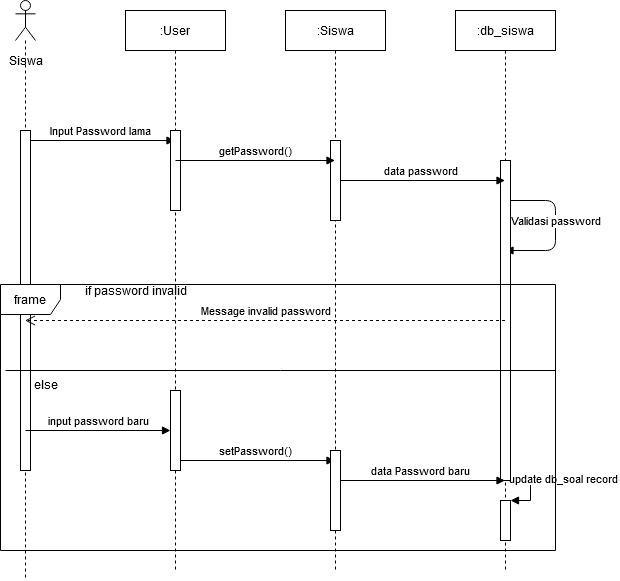 :User
:Siswa
:db_siswa
Siswa
Input Password lama
getPassword()
data password
Validasi password
if password invalid
frame
Message invalid password
else
input password baru
setPassword()
data Password baru
update db_soal record